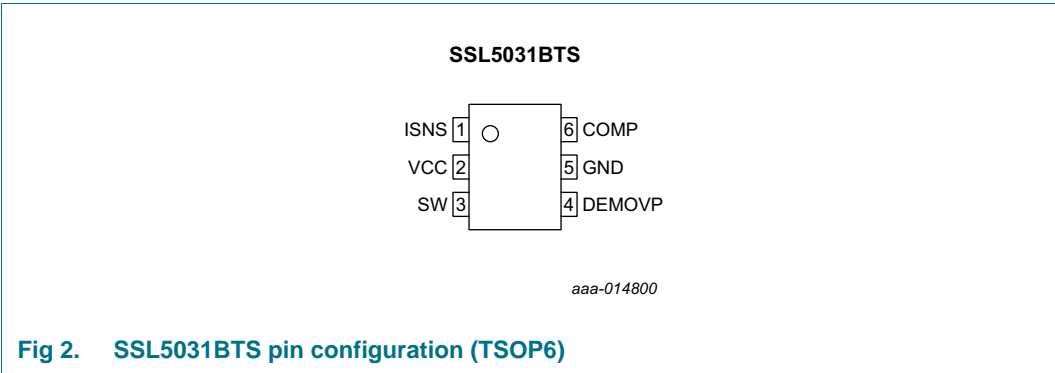 SSL5031BTS
ISNS 1 6 COMP
VCC 2 5 GND
SW 3 4 DEMOVP
aaa-014800
Fig 2. SSL5031BTS pin configuration (TSOP6)